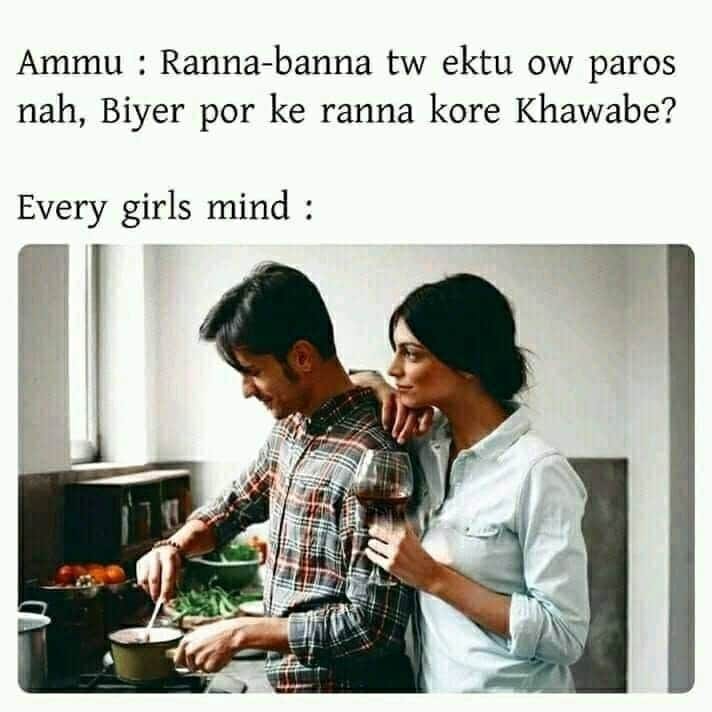 Ammu : Ranna-banna tw ektu ow paros
nah, Biyer por ke ranna kore Khawabe?
Every girls mind :